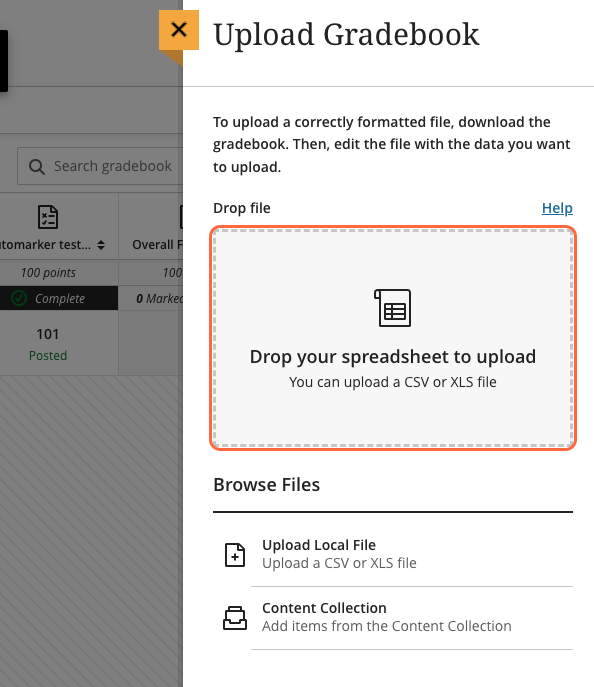 Upload Gradebook
To upload a correctly formatted file, download the
gradebook. Then, edit the file with the data you want
to upload.
Search gradebook
Drop file
Help
tomarker test...
Overall F
100 points
100
Complete
0 Marked
101
Posted
Drop your spreadsheet to upload
You can upload a CSV or XLS file
Browse Files
Upload Local File
Upload a CSV or XLS file
Content Collection
Add items from the Content Collection